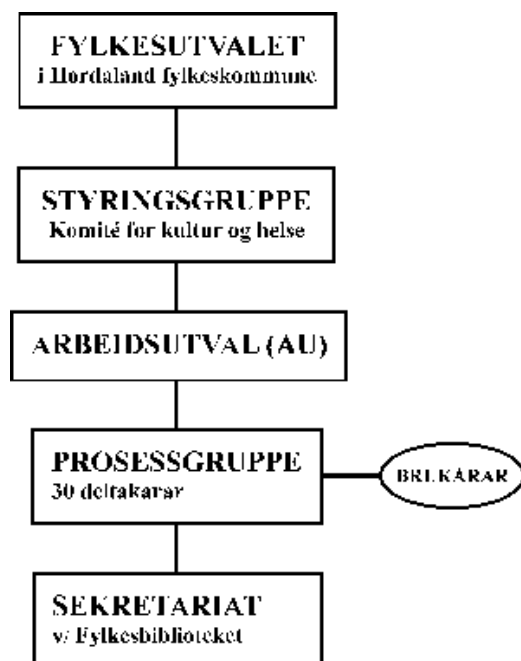 FYLKESUTVALET
i Hordaland fylkeskommune
STYRINGSGRUPPE
Komité for kultur og helse
ARBEIDSUTVAL (AU)
PROSESSGRUPPE
30 deltakarar
BRUKARAR
SEKRETARIAT
v/ Fylkesbiblioteket